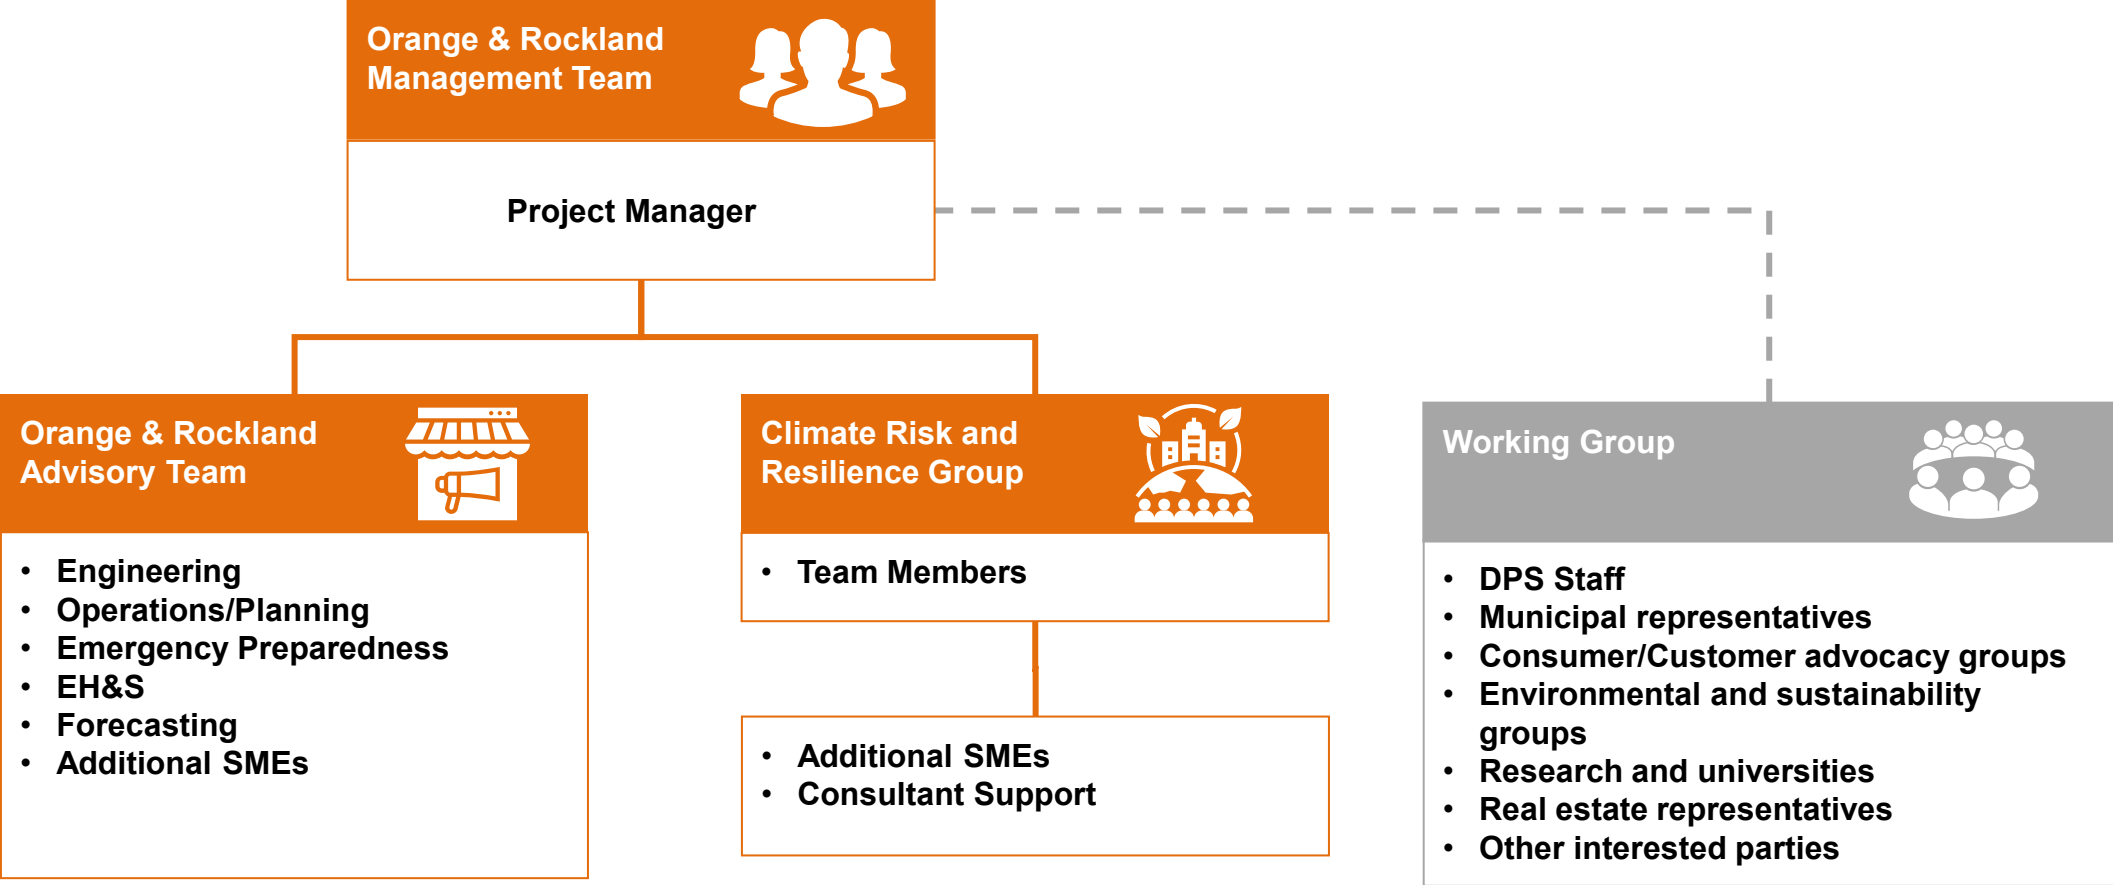 Orange & Rockland
Management Team
Project Manager
Orange & Rockland
Advisory Team
• Engineering
• Operations/Planning
• Emergency Preparedness
• EH&S
• Forecasting
• Additional SMEs
Climate Risk and
Resilience Group
• Team Members
• Additional SMEs
• Consultant Support
Working Group
• DPS Staff
• Municipal representatives
• Consumer/Customer advocacy groups
• Environmental and sustainability
groups
• Research and universities
• Real estate representatives
• Other interested parties